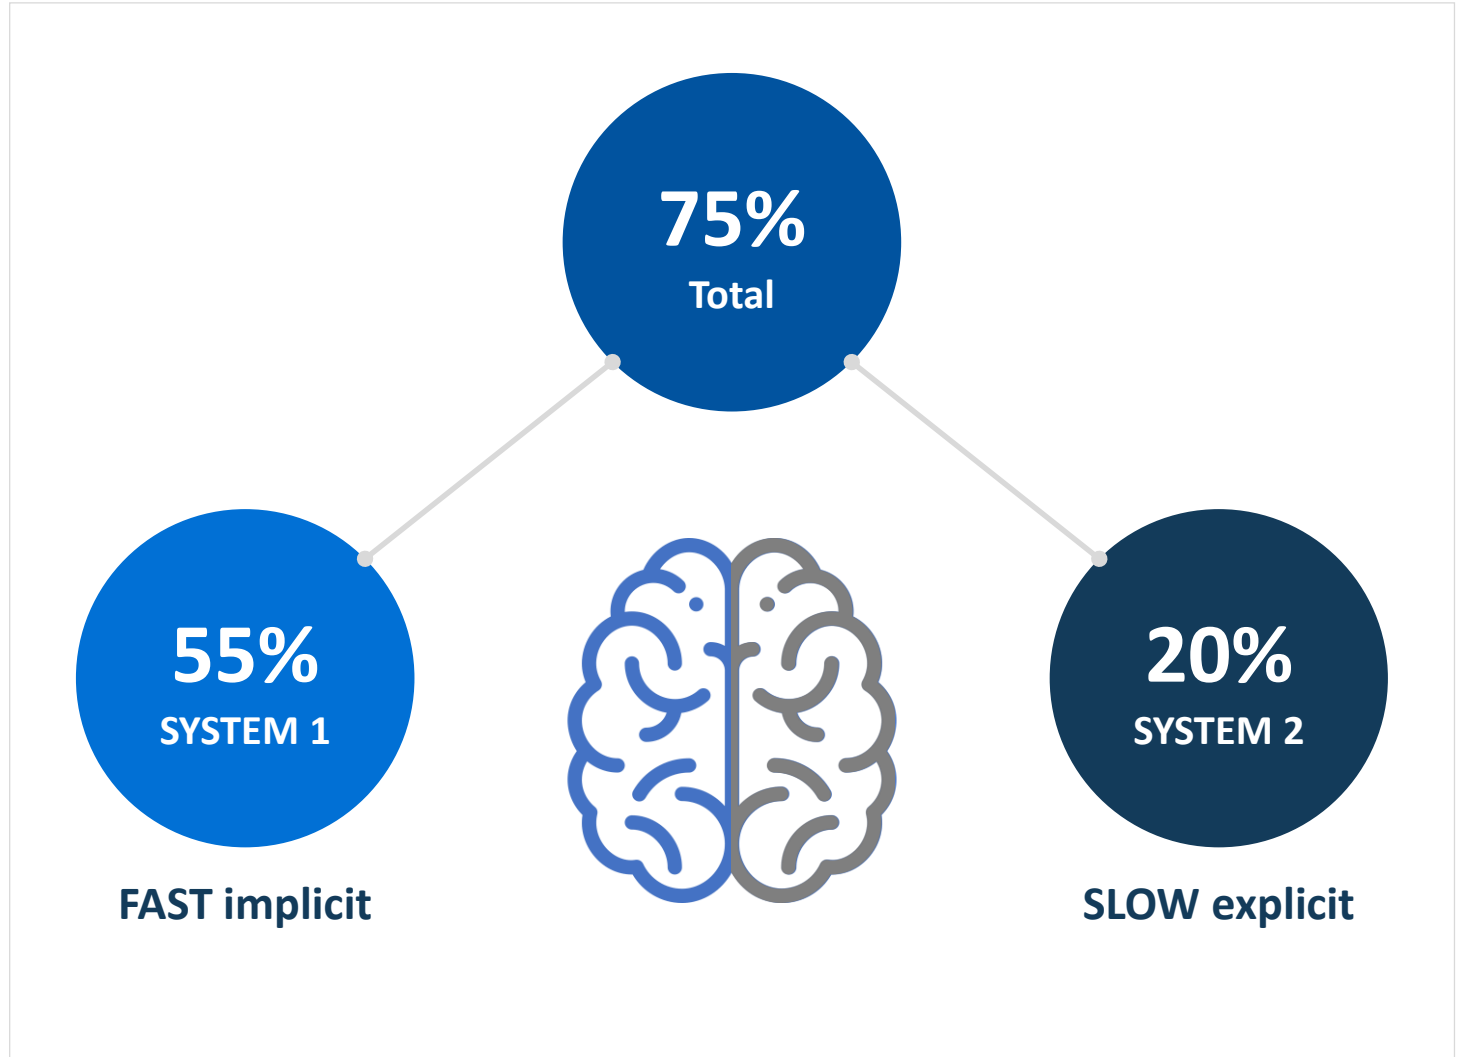 75%
Total
55%
SYSTEM 1
20%
SYSTEM 2
FAST implicit
SLOW explicit